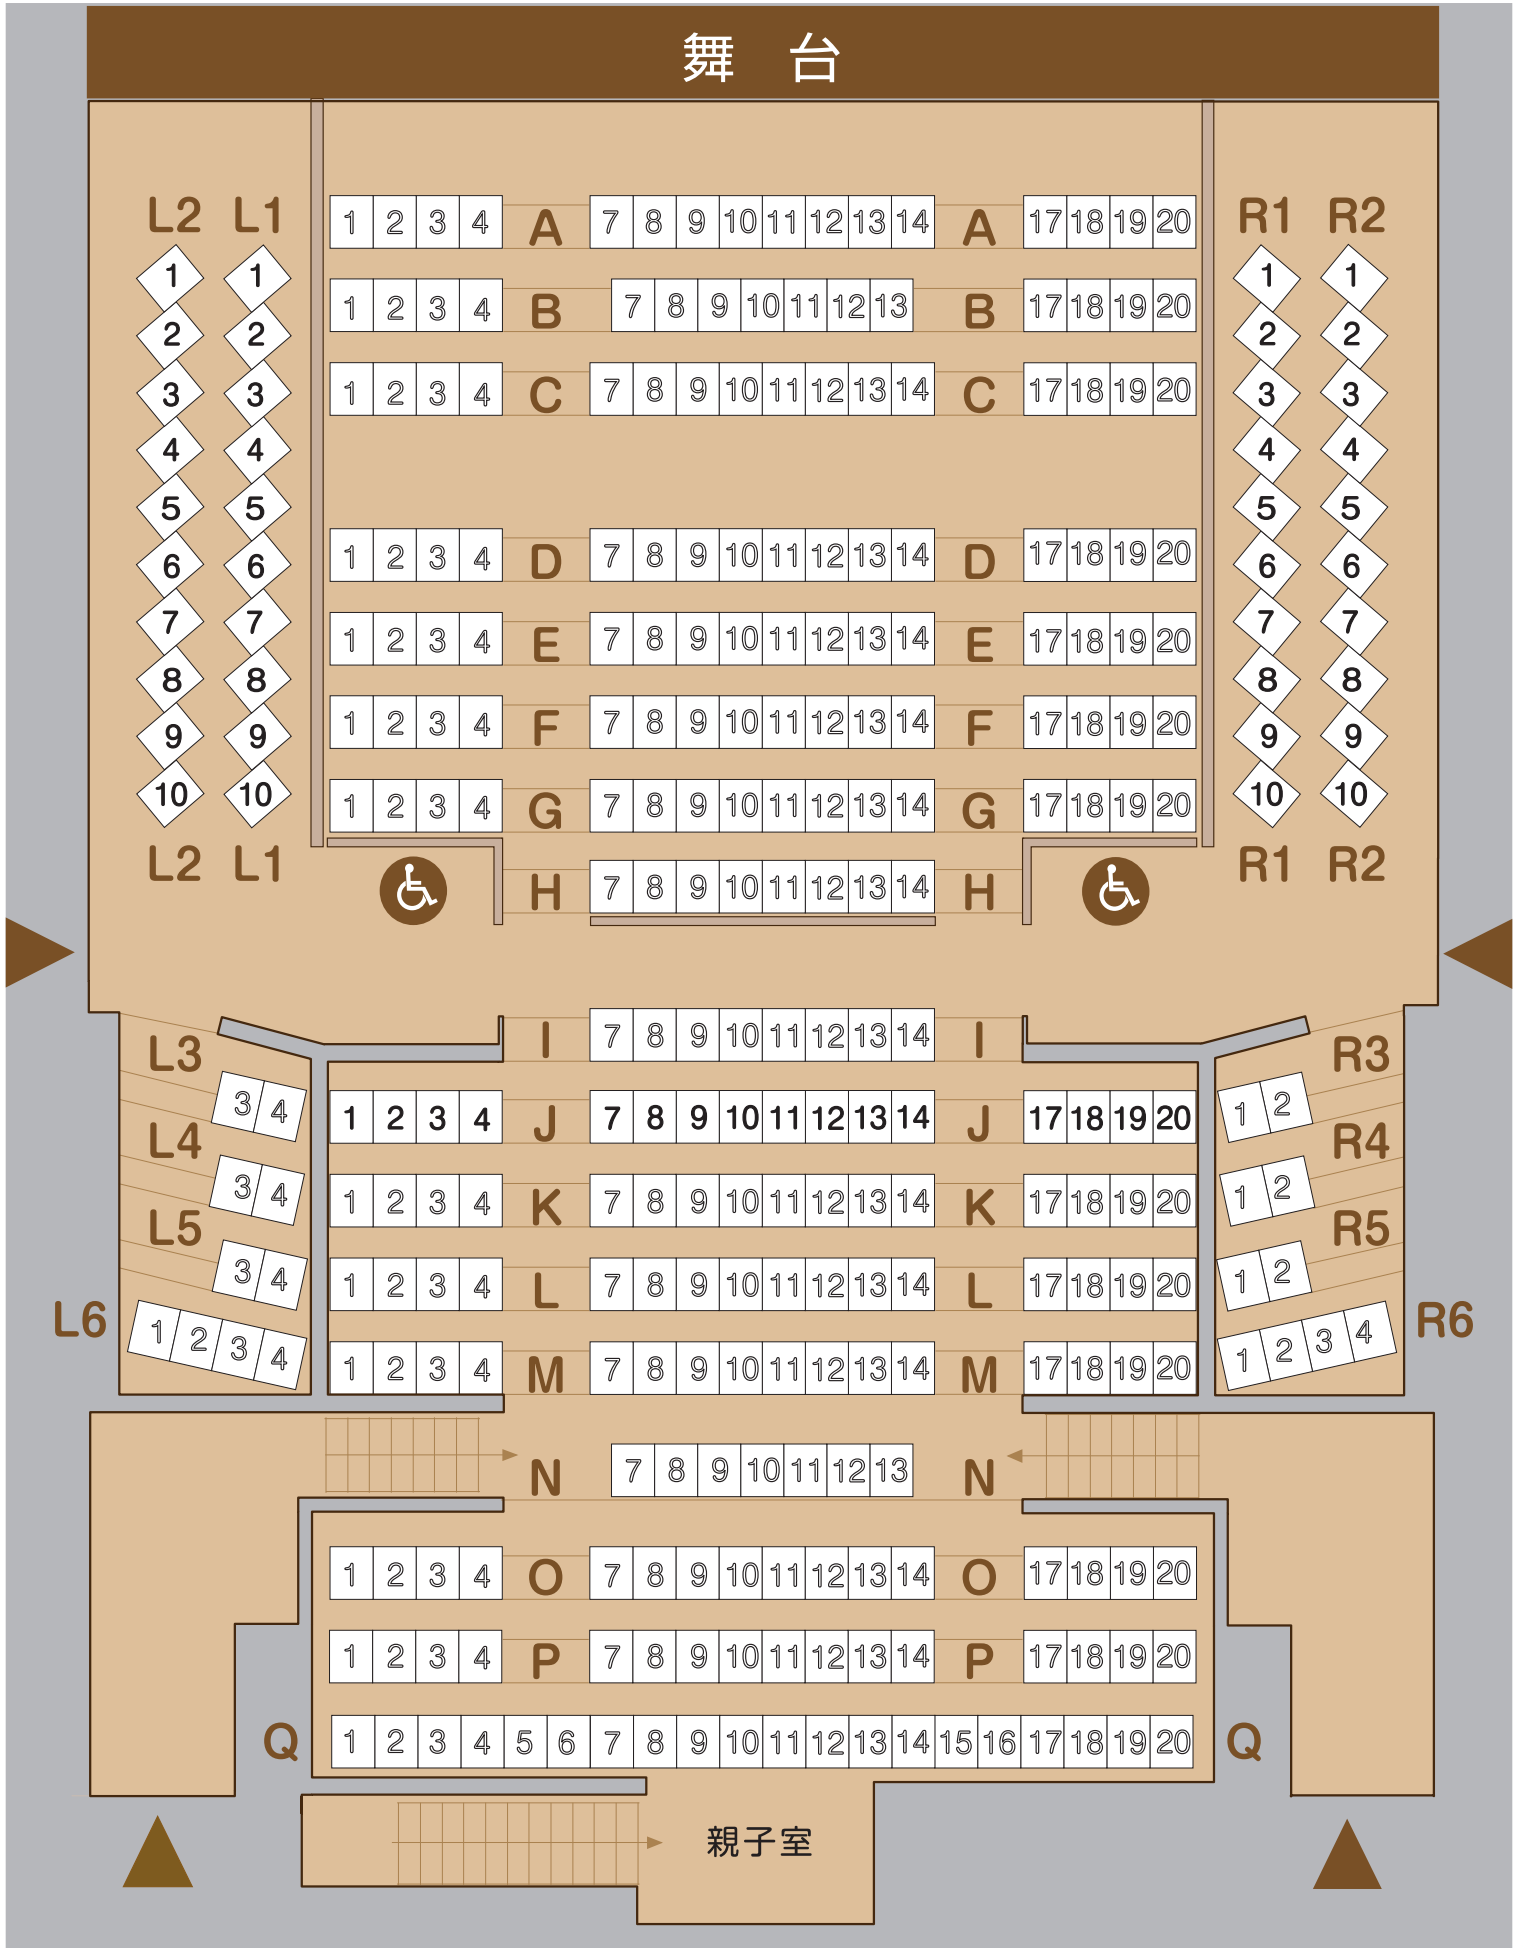 舞 台
L2 L1 R1 R2
1 2 3 4 A 7 8 9 10 11 12 13 14 A 17 18 19 20
1 1 1 1
1 2 3 4 B 7 8 9 10 11 12 13 B 17 18 19 20
2 2 2 2
1 2 3 4 C 7 8 9 10 11 12 13 14 C 17 18 19 20
3 3 3 3
4 4 4 4
5 5 5 5
1 2 3 4 D 7 8 9 10 11 12 13 14 D 17 18 19 20
6 6 6 6
1 2 3 4 E 7 8 9 10 11 12 13 14 E 17 18 19 20
7 7 7 7
8 8 8 8
1 2 3 4 F 7 8 9 10 11 12 13 14 F 17 18 19 20
9 9 9 9
10 10 10 10
1 2 3 4 G 7 8 9 10 11 12 13 14 G 17 18 19 20
L2 L1 R1 R2
H 7 8 9 10 11 12 13 14 H
I 7 8 9 10 11 12 13 14 I
L3 R3
3 4 1 2
1 2 3 4 J 7 8 9 10 11 12 13 14 J 17 18 19 20
L4 R4
3 4 1 2
1 2 3 4 K 7 8 9 10 11 12 13 14 K 17 18 19 20
L5 R5
3 4 1 2
1 2 3 4 L 7 8 9 10 11 12 13 14 L 17 18 19 20
L6 1 2 3 4 1 2 3 4 R6
1 2 3 4 M 7 8 9 10 11 12 13 14 M 17 18 19 20
N 7 8 9 10 11 12 13 N
1 2 3 4 O 7 8 9 10 11 12 13 14 O 17 18 19 20
1 2 3 4 P 7 8 9 10 11 12 13 14 P 17 18 19 20
Q 1 2 3 4 5 6 7 8 9 10 11 12 13 14 15 16 17 18 19 20 Q
親子室